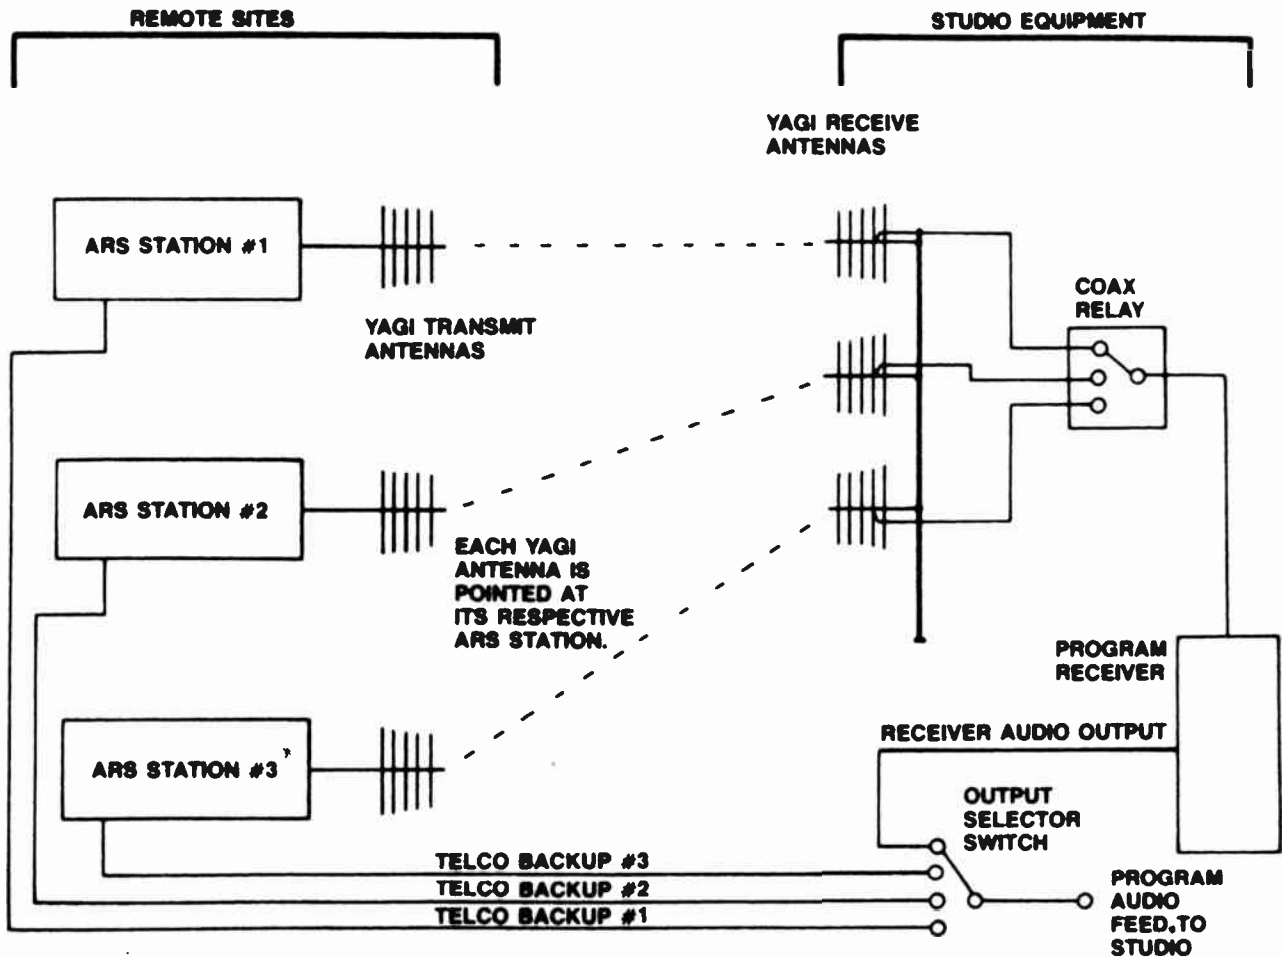 REMOTE SITES
STUDIO EQUIPMENT
YAGI RECEIVE
ANTENNAS
ARS STATION #1
YAGI TRANSMIT
ANTENNAS
COAX
RELAY
ARS STATION #2
EACH YAGI
ANTENNA IS
POINTED AT
ITS RESPECTIVE
ARS STATION.
PROGRAM
RECEIVER
RECEIVER AUDIO OUTPUT
ARS STATION #3
OUTPUT
SELECTOR
SWITCH
TELCO BACKUP #3
TELCO BACKUP #2
TELCO BACKUP #1
PROGRAM
AUDIO
FEED.TO
STUDIO